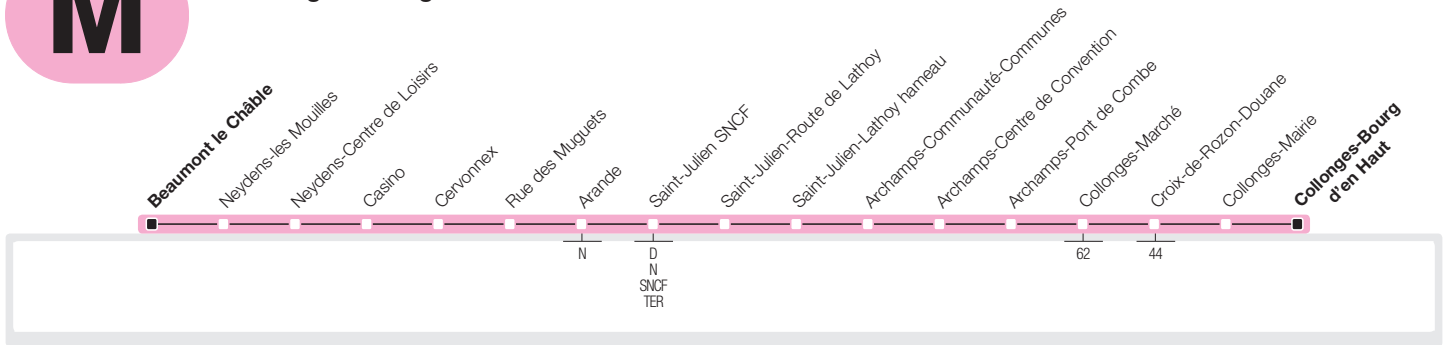 M
Beaumont le Châble
Neydens-les Mouilles
Neydens-Centre de Loisirs
Casino
Cervonnex
Rue des Muguets
Arande
Saint-Julien SNCF
Saint-Julien-Route de Lathoy
Saint-Julien-Lathoy hameau
Archamps-Communauté-Communes
Archamps-Centre de Convention
Archamps-Pont de Combe
Collonges-Marché
Croix-de-Rozon-Douane
Collonges-Mairie
Collonges-Bourg
d'en Haut
N
D
N
SNCF
TER
62
44